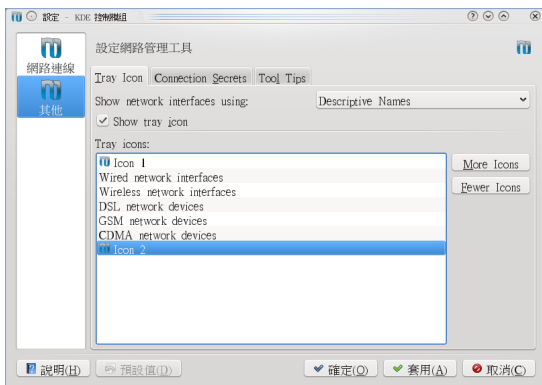 設定 - KDE 控制模組
網路連線
其他
設定網路管理工具
Tray Icon Connection Secrets Tool Tips
Show network interfaces using: Descriptive Names
Show tray icon
Tray icons:
Icon 1
Wired network interfaces
Wireless network interfaces
DSL network devices
GSM network devices
CDMA network devices
Icon 2
More Icons
Fewer Icons
說明(H) 預設值(D) 確定(O) 套用(A) 取消(C)